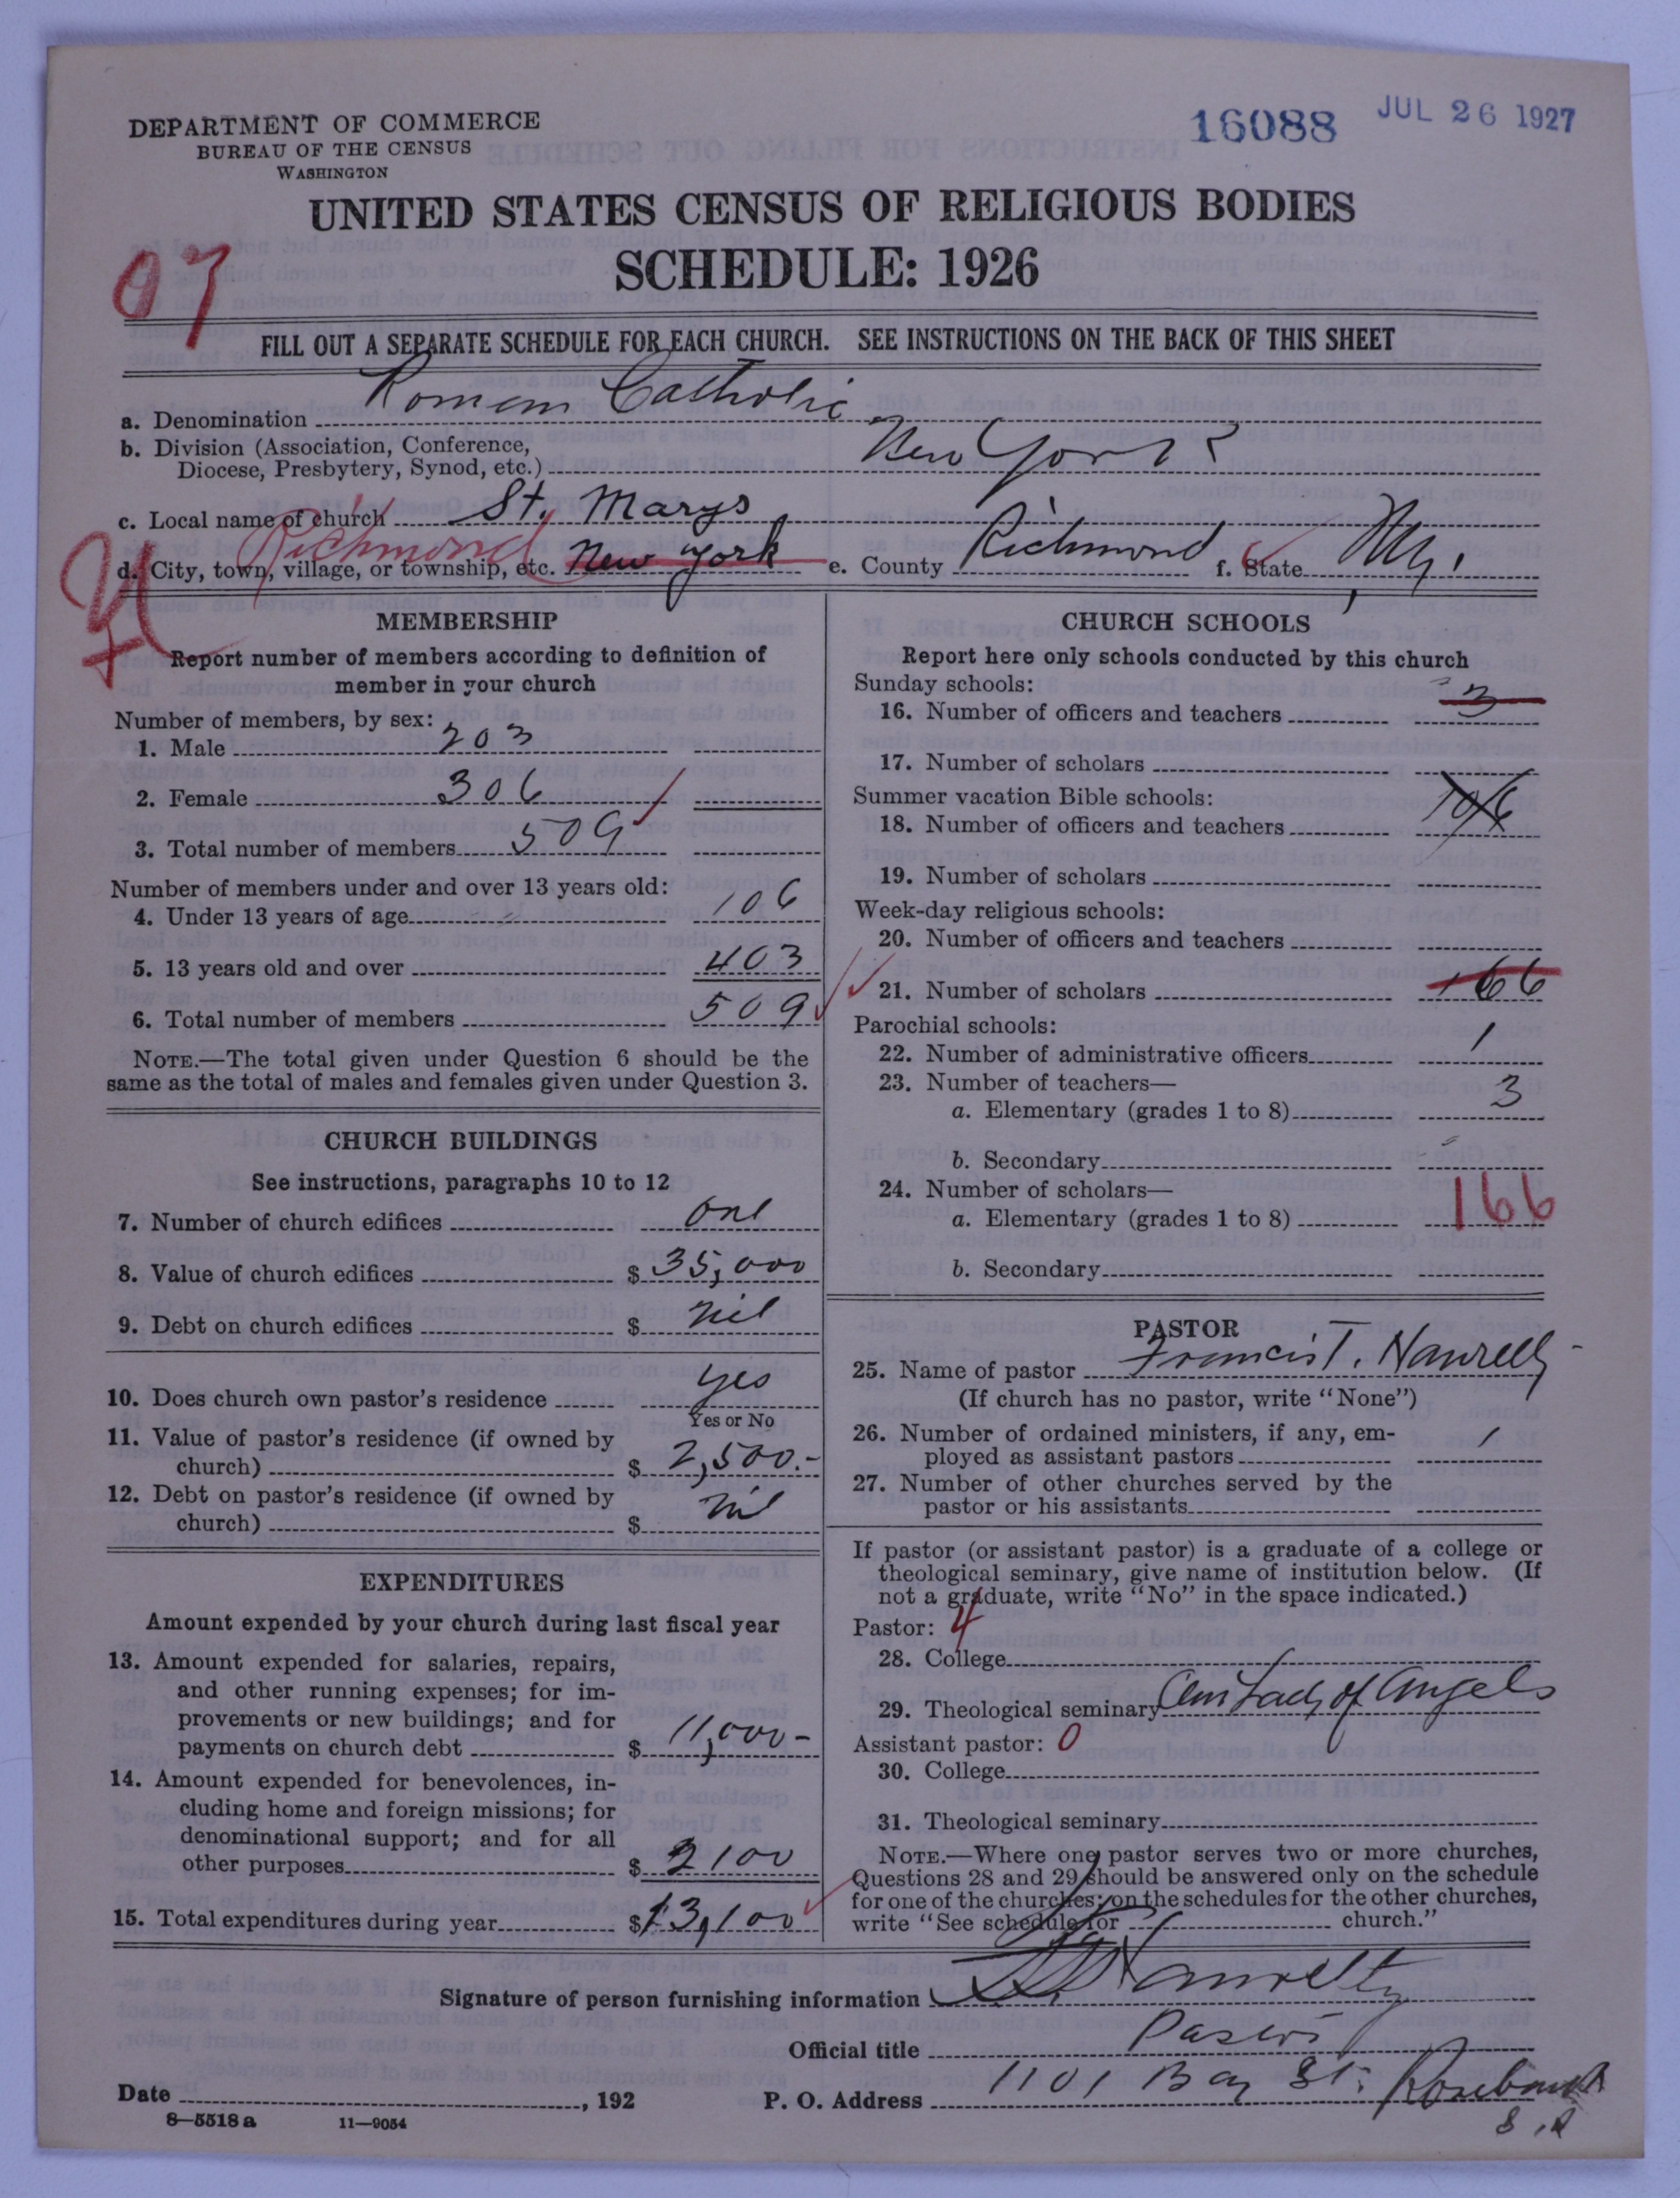 DEPARTMENT OF COMMERCE
BUREAU OF THE CENSUS
WASHINGTON
16088 JUL 26 1927
UNITED STATES CENSUS OF RELIGIOUS BODIES
SCHEDULE: 1926
07
FILL OUT A SEPARATE SCHEDULE FOR EACH CHURCH. SEE INSTRUCTIONS ON THE BACK OF THIS SHEET
a. Denomination Roman Catholic
b. Division (Association, Conference,
Diocese, Presbytery, Synod, etc.) New York
c. Local name of church St. Marys
Richmond
d. City, town, village, or township, etc. New York e. County Richmond f. State N.Y.
MEMBERSHIP
Report number of members according to definition of
member in your church
Number of members, by sex:
1. Male 203
2. Female 306
3. Total number of members 509
Number of members under and over 13 years old:
4. Under 13 years of age 106
5. 13 years old and over 403
6. Total number of members 509
NOTE.—The total given under Question 6 should be the
same as the total of males and females given under Question 3.
CHURCH BUILDINGS
See instructions, paragraphs 10 to 12
7. Number of church edifices one
8. Value of church edifices $ 35,000
9. Debt on church edifices $ nil
10. Does church own pastor's residence yes
Yes or No
11. Value of pastor's residence (if owned by
church) $ 2,500.-
12. Debt on pastor's residence (if owned by
church) $ nil
EXPENDITURES
Amount expended by your church during last fiscal year
13. Amount expended for salaries, repairs,
and other running expenses; for im-
provements or new buildings; and for
payments on church debt $ 11,000-
14. Amount expended for benevolences, in-
cluding home and foreign missions; for
denominational support; and for all
other purposes $ 2100
15. Total expenditures during year $ 13,100
CHURCH SCHOOLS
Report here only schools conducted by this church
Sunday schools:
16. Number of officers and teachers 3
17. Number of scholars
Summer vacation Bible schools: 106
18. Number of officers and teachers
19. Number of scholars
Week-day religious schools:
20. Number of officers and teachers
21. Number of scholars 166
Parochial schools:
22. Number of administrative officers 1
23. Number of teachers—
a. Elementary (grades 1 to 8) 3
b. Secondary
24. Number of scholars—
a. Elementary (grades 1 to 8) 166
b. Secondary
PASTOR
25. Name of pastor Francis T.
(If church has no pastor, write "None")
26. Number of ordained ministers, if any, em-
ployed as assistant pastors 1
27. Number of other churches served by the
pastor or his assistants
If pastor (or assistant pastor) is a graduate of a college or
theological seminary, give name of institution below. (If
not a graduate, write "No" in the space indicated.)
Pastor: 4
28. College
29. Theological seminary Our Lady of Angels
Assistant pastor: 0
30. College
31. Theological seminary
NOTE.—Where one pastor serves two or more churches,
Questions 28 and 29 should be answered only on the schedule
for one of the churches; on the schedules for the other churches,
write "See schedule for church."
Signature of person furnishing information
Official title Pastor
Date , 192 P. O. Address 1101 Bay St. Rosebank
8—5518a 11—9054 S.I.